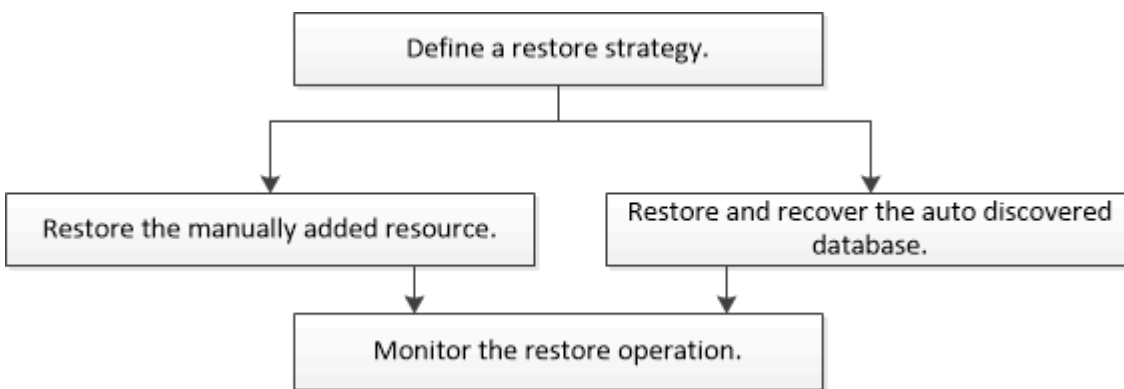 Define a restore strategy.
Restore the manually added resource.
Restore and recover the auto discovered
database.
Monitor the restore operation.